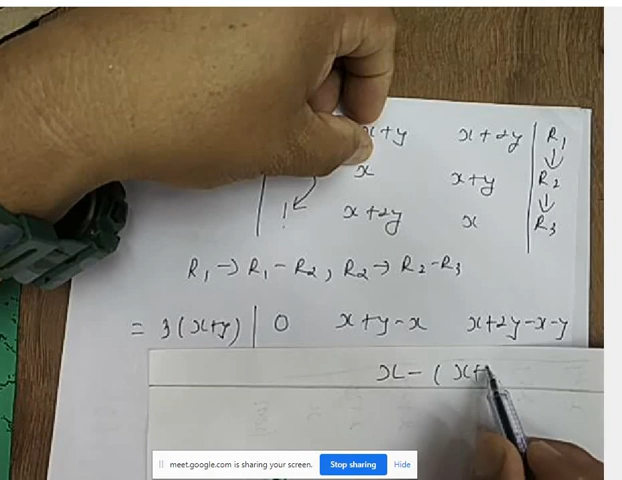 x+y x+2y | R1
x x+y R2
| 1 x+2y x R3
R1 → R1 - R2, R2 → R2 - R3
= 3(x+y) | 0 x+y-x x+2y-x-y
x - ( x+
meet.google.com is sharing your screen. Stop sharing Hide